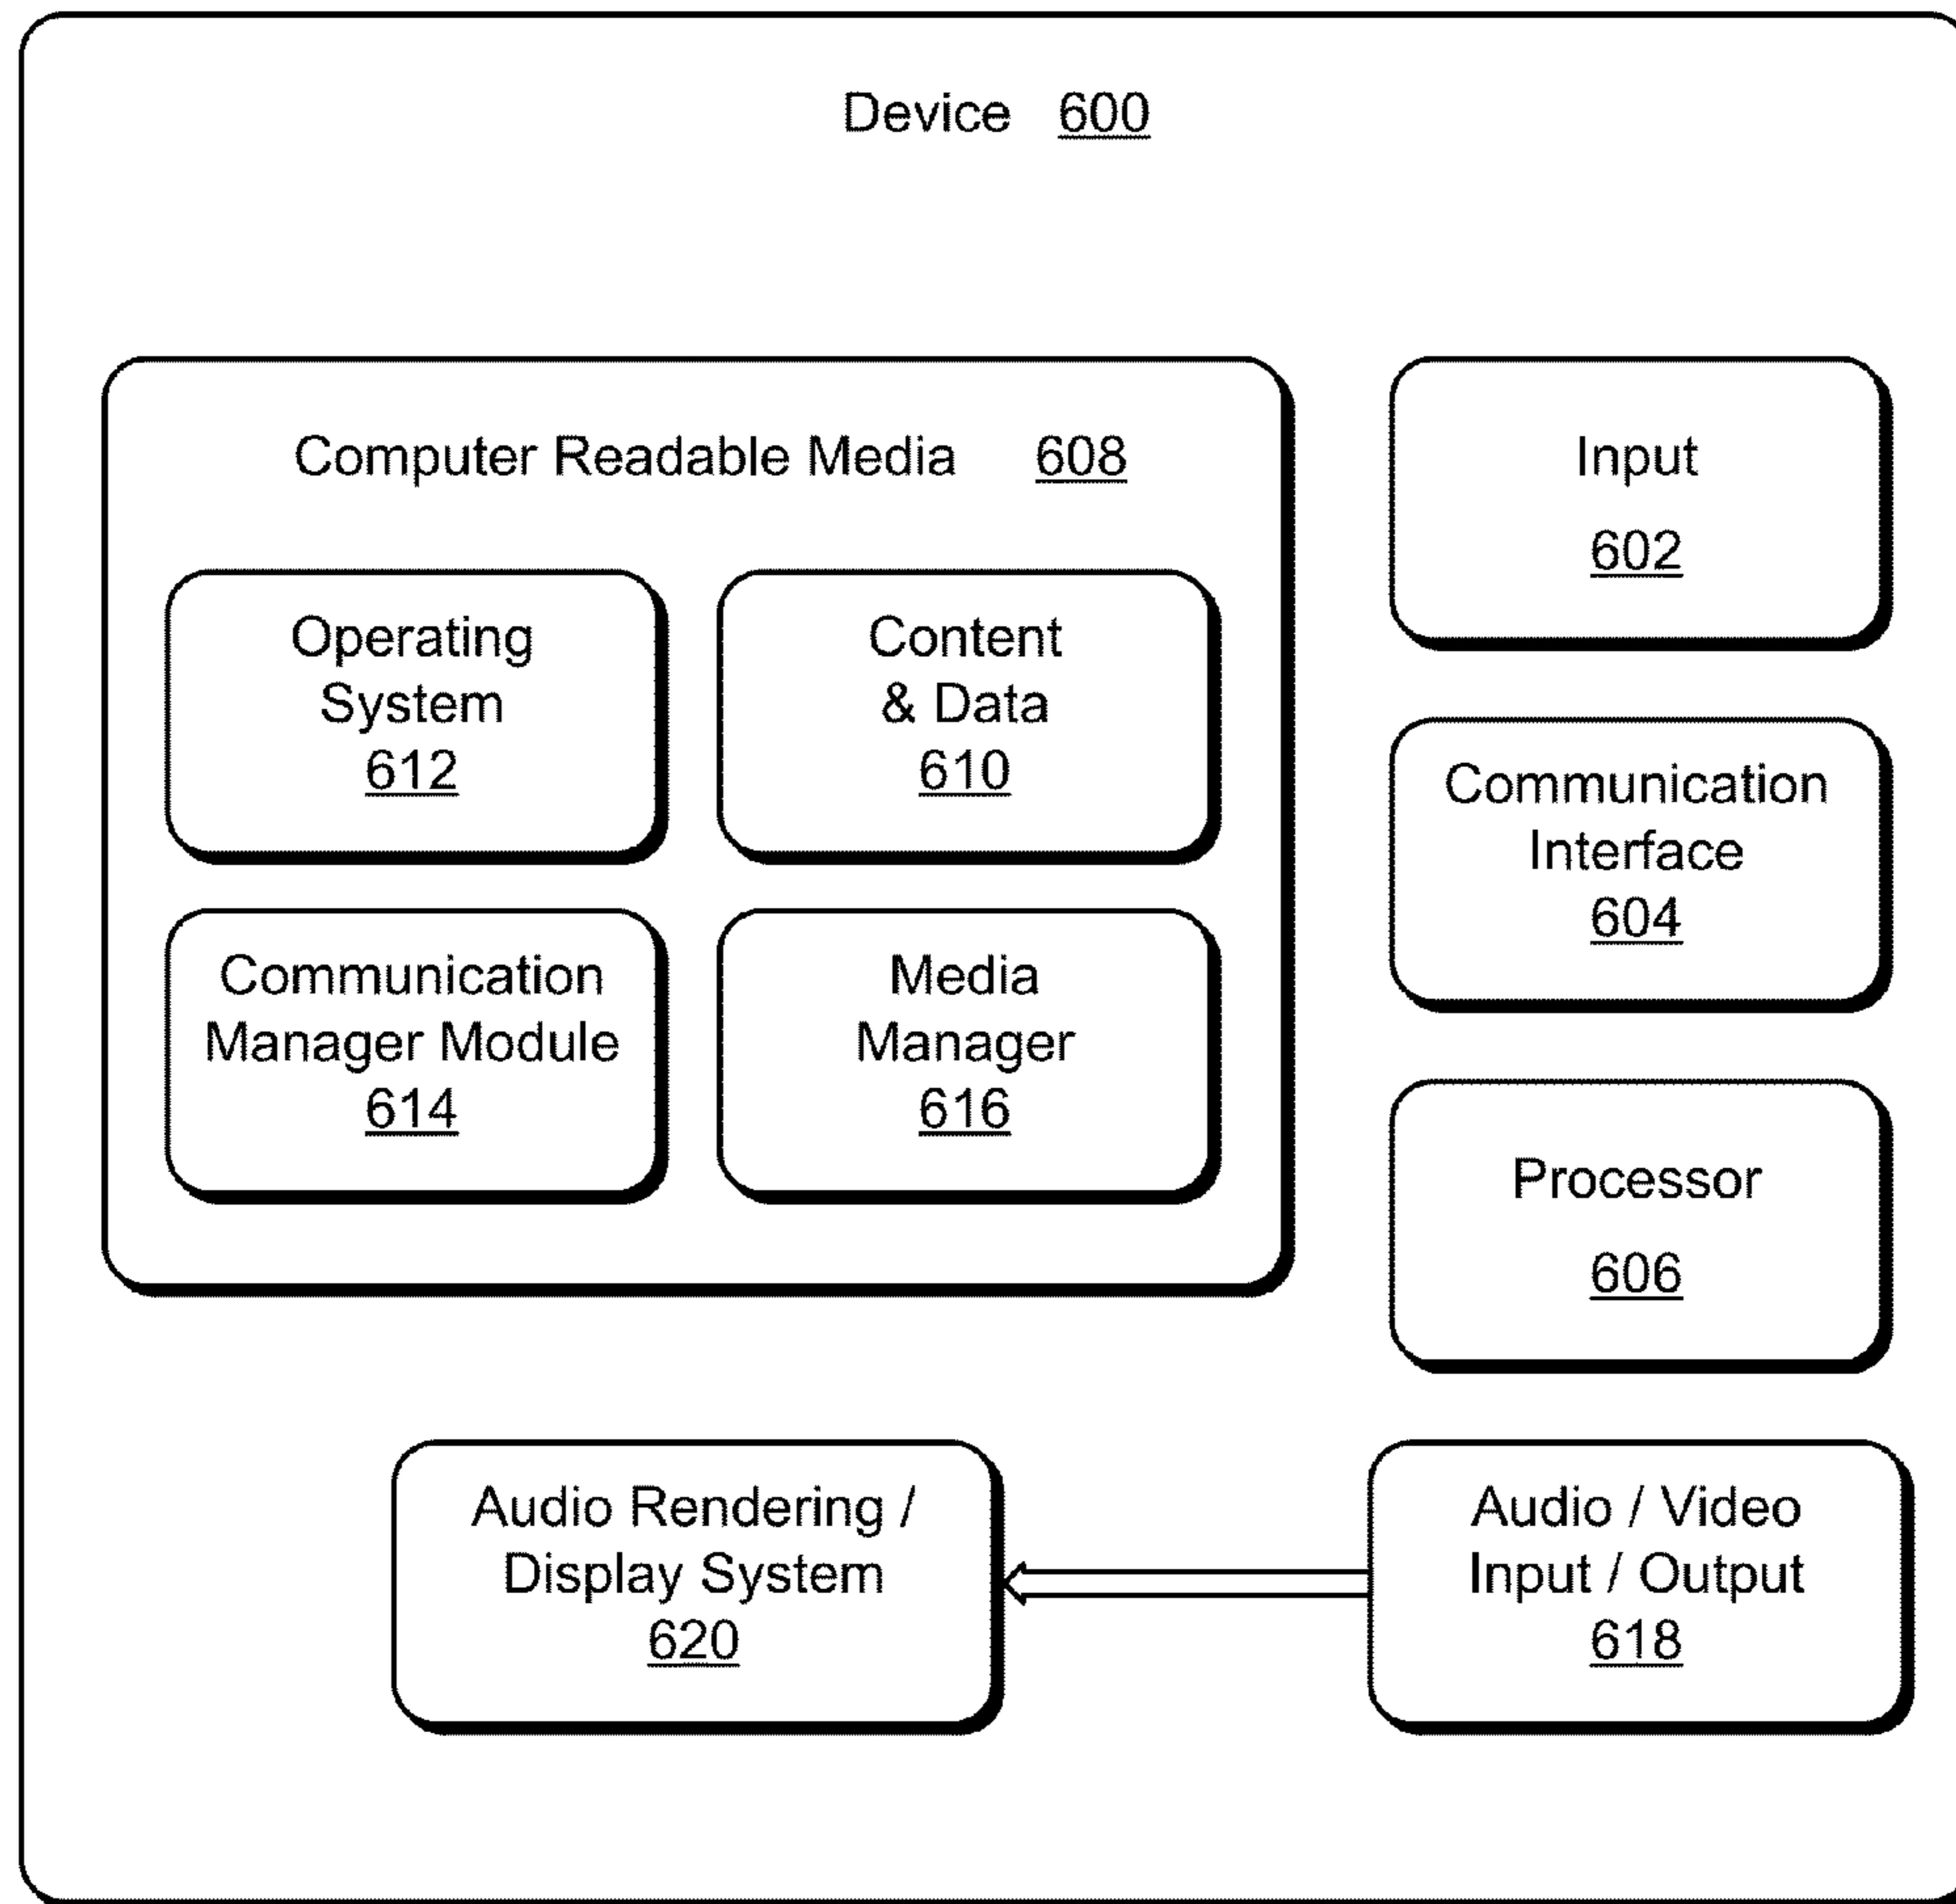 Device 600
Computer Readable Media 608
Operating
System
612
Content
& Data
610
Communication
Manager Module
614
Media
Manager
616
Input
602
Communication
Interface
604
Processor
606
Audio Rendering /
Display System
620
Audio / Video
Input / Output
618